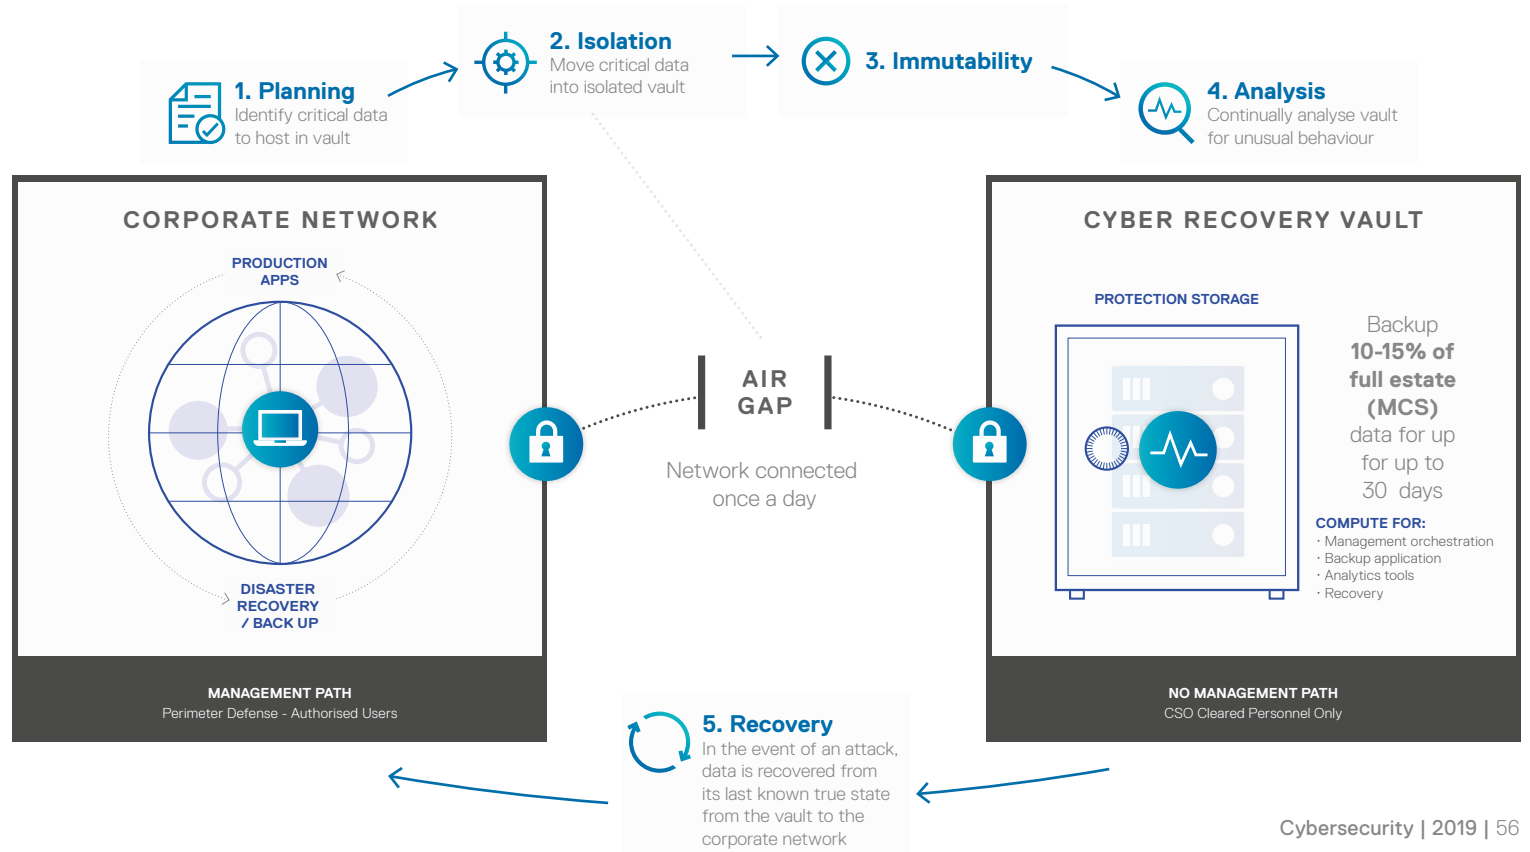 1. Planning
Identify critical data
to host in vault
2. Isolation
Move critical data
into isolated vault
3. Immutability
4. Analysis
Continually analyse vault
for unusual behaviour
CORPORATE NETWORK
PRODUCTION
APPS
DISASTER
RECOVERY
/ BACK UP
MANAGEMENT PATH
Perimeter Defense - Authorised Users
AIR
GAP
Network connected
once a day
CYBER RECOVERY VAULT
PROTECTION STORAGE
Backup
10-15% of
full estate
(MCS)
data for up
for up to
30 days
COMPUTE FOR:
· Management orchestration
· Backup application
· Analytics tools
· Recovery
NO MANAGEMENT PATH
CSO Cleared Personnel Only
5. Recovery
In the event of an attack,
data is recovered from
its last known true state
from the vault to the
corporate network
Cybersecurity | 2019 | 56